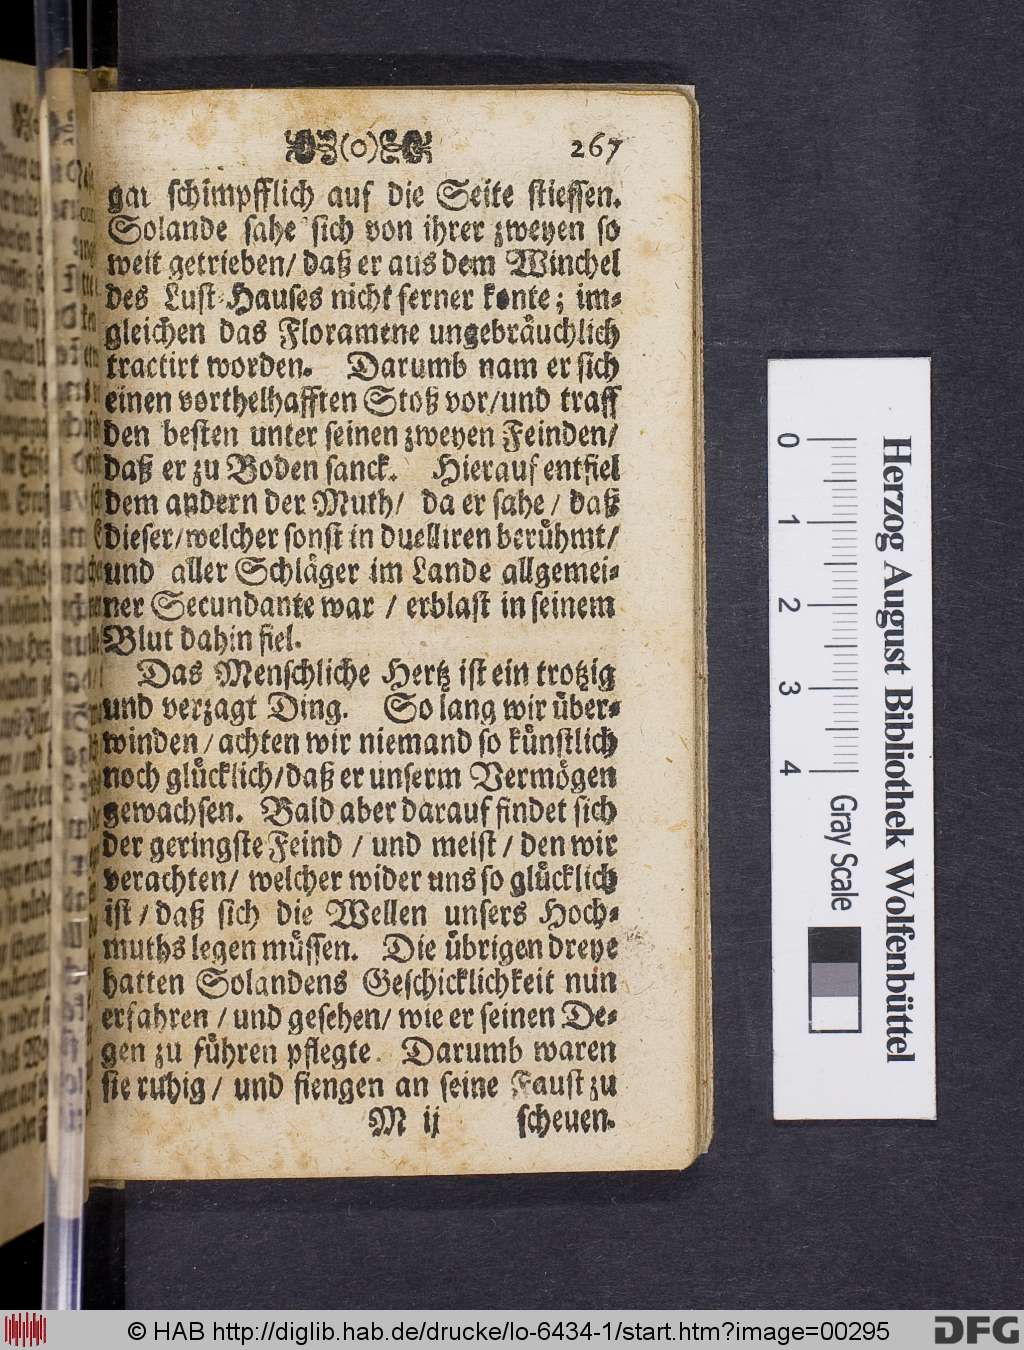 (o) 267
gar schimpfflich auf die Seite stiessen.
Solande sahe sich von ihrer zweyen so
weit getrieben/ daß er aus dem Winckel
des Lust-Hauses nicht ferner konte; im-
gleichen das Floramene ungebräuchlich
tractirt worden. Darumb nam er sich
einen vorthelhafften Stoß vor/und traff
den besten unter seinen zweyen Feinden/
daß er zu Boden sanck. Hierauf entfiel
dem andern der Muth/ da er sahe / daß
dieser/welcher sonst in duelliren berühmt/
und aller Schläger im Lande allgemei-
ner Secundante war / erblast in seinem
Blut dahin fiel.
Das Menschliche Hertz ist ein trotzig
und verzagt Ding. So lang wir über-
winden / achten wir niemand so künstlich
noch glücklich/daß er unserm Vermögen
gewachsen. Bald aber darauf findet sich
der geringste Feind / und meist / den wir
verachten/ welcher wider uns so glücklich
ist / daß sich die Wellen unsers Hoch-
muths legen müssen. Die übrigen dreye
hatten Solandens Geschicklichkeit nun
erfahren / und gesehen/ wie er seinen De-
gen zu führen pflegte. Darumb waren
sie ruhig / und fiengen an seine Faust zu
M ij scheuen.
0 1 2 3 4 Gray Scale
Herzog August Bibliothek Wolfenbüttel
© HAB http://diglib.hab.de/drucke/lo-6434-1/start.htm?image=00295
DFG